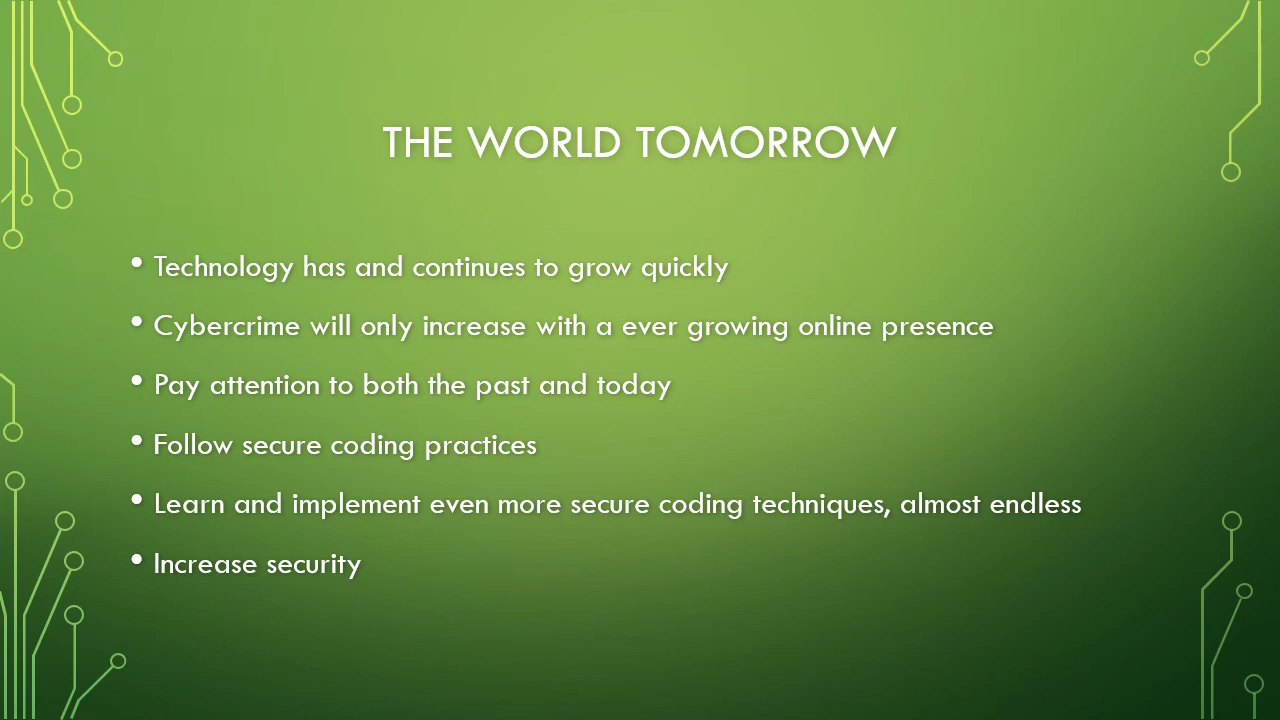 THE WORLD TOMORROW
• Technology has and continues to grow quickly
• Cybercrime will only increase with a ever growing online presence
• Pay attention to both the past and today
• Follow secure coding practices
• Learn and implement even more secure coding techniques, almost endless
• Increase security